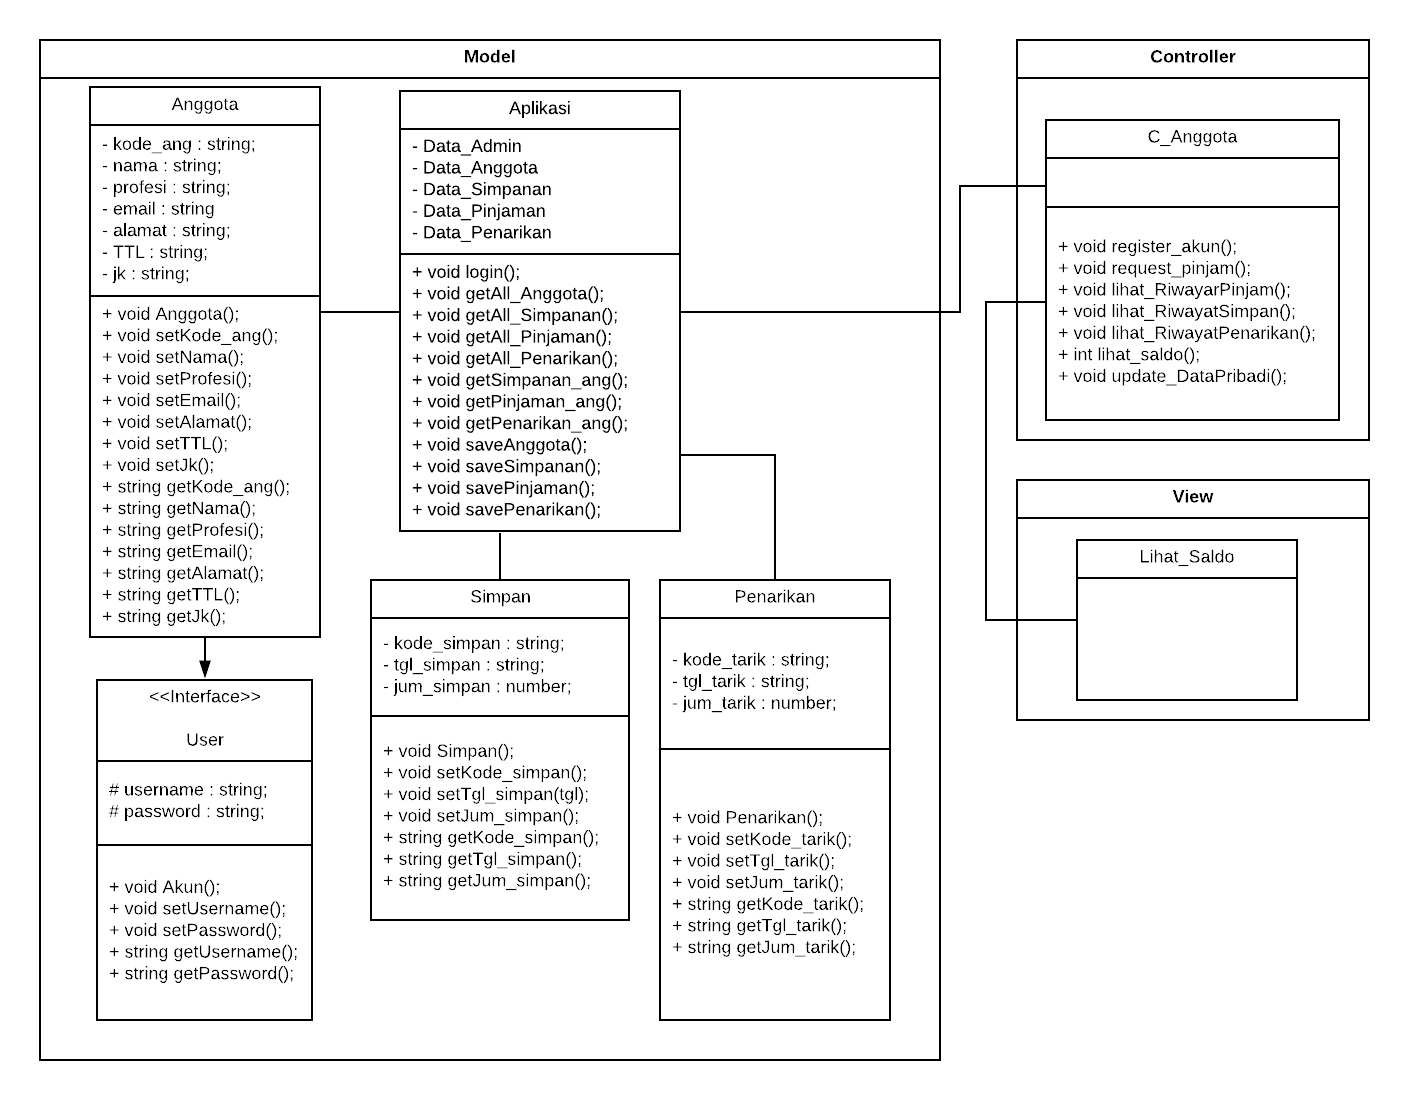 Model
Anggota
- kode_ang : string;
- nama : string;
- profesi : string;
- email : string
- alamat : string;
- TTL : string;
- jk : string;
+ void Anggota();
+ void setKode_ang();
+ void setNama();
+ void setProfesi();
+ void setEmail();
+ void setAlamat();
+ void setTTL();
+ void setJk();
+ string getKode_ang();
+ string getNama();
+ string getProfesi();
+ string getEmail();
+ string getAlamat();
+ string getTTL();
+ string getJk();
Aplikasi
- Data_Admin
- Data_Anggota
- Data_Simpanan
- Data_Pinjaman
- Data_Penarikan
+ void login();
+ void getAll_Anggota();
+ void getAll_Simpanan();
+ void getAll_Pinjaman();
+ void getAll_Penarikan();
+ void getSimpanan_ang();
+ void getPinjaman_ang();
+ void getPenarikan_ang();
+ void saveAnggota();
+ void saveSimpanan();
+ void savePinjaman();
+ void savePenarikan();
<<Interface>>
User
# username : string;
# password : string;
+ void Akun();
+ void setUsername();
+ void setPassword();
+ string getUsername();
+ string getPassword();
Simpan
- kode_simpan : string;
- tgl_simpan : string;
- jum_simpan : number;
+ void Simpan();
+ void setKode_simpan();
+ void setTgl_simpan(tgl);
+ void setJum_simpan();
+ string getKode_simpan();
+ string getTgl_simpan();
+ string getJum_simpan();
Penarikan
- kode_tarik : string;
- tgl_tarik : string;
- jum_tarik : number;
+ void Penarikan();
+ void setKode_tarik();
+ void setTgl_tarik();
+ void setJum_tarik();
+ string getKode_tarik();
+ string getTgl_tarik();
+ string getJum_tarik();
Controller
C_Anggota
+ void register_akun();
+ void request_pinjam();
+ void lihat_RiwayarPinjam();
+ void lihat_RiwayatSimpan();
+ void lihat_RiwayatPenarikan();
+ int lihat_saldo();
+ void update_DataPribadi();
View
Lihat_Saldo